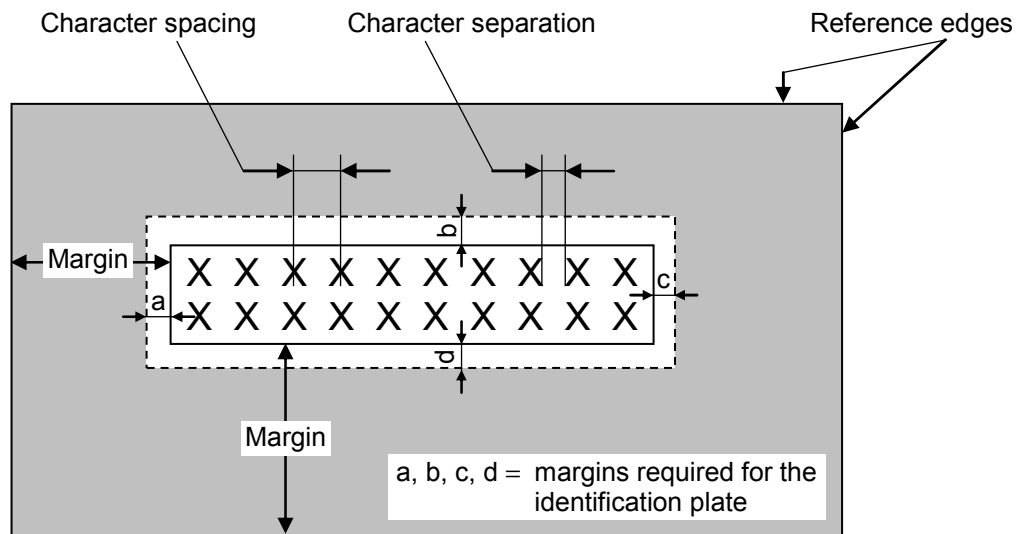 Character spacing
Character separation
Reference edges
b
Margin
X X X X X X X X X X
c
a
X X X X X X X X X X
d
Margin
a, b, c, d = margins required for the
identification plate